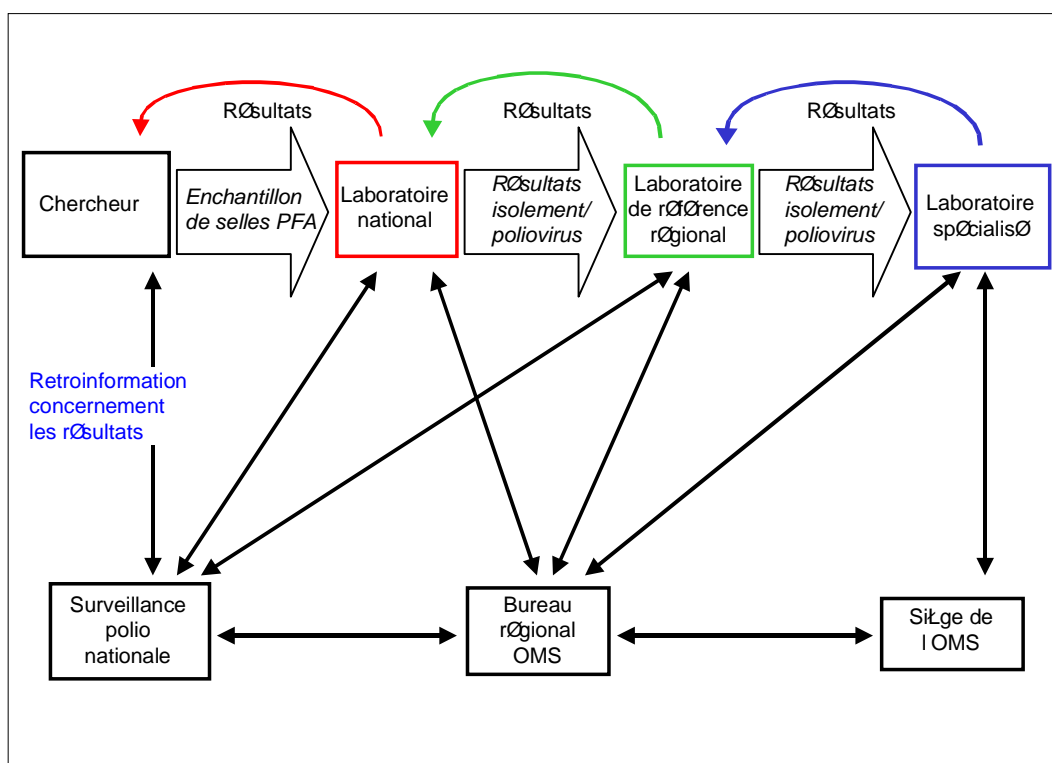 RØsultats
RØsultats
RØsultats
Chercheur
Enchantillon
de selles PFA
Laboratoire
national
RØsultats
isolement/
poliovirus
Laboratoire
de rØfØrence
rØgional
RØsultats
isolement/
poliovirus
Laboratoire
spØcialisØ
Retroinformation
concernement
les rØsultats
Surveillance
polio
nationale
Bureau
rØgional
OMS
SiŁge de
l OMS